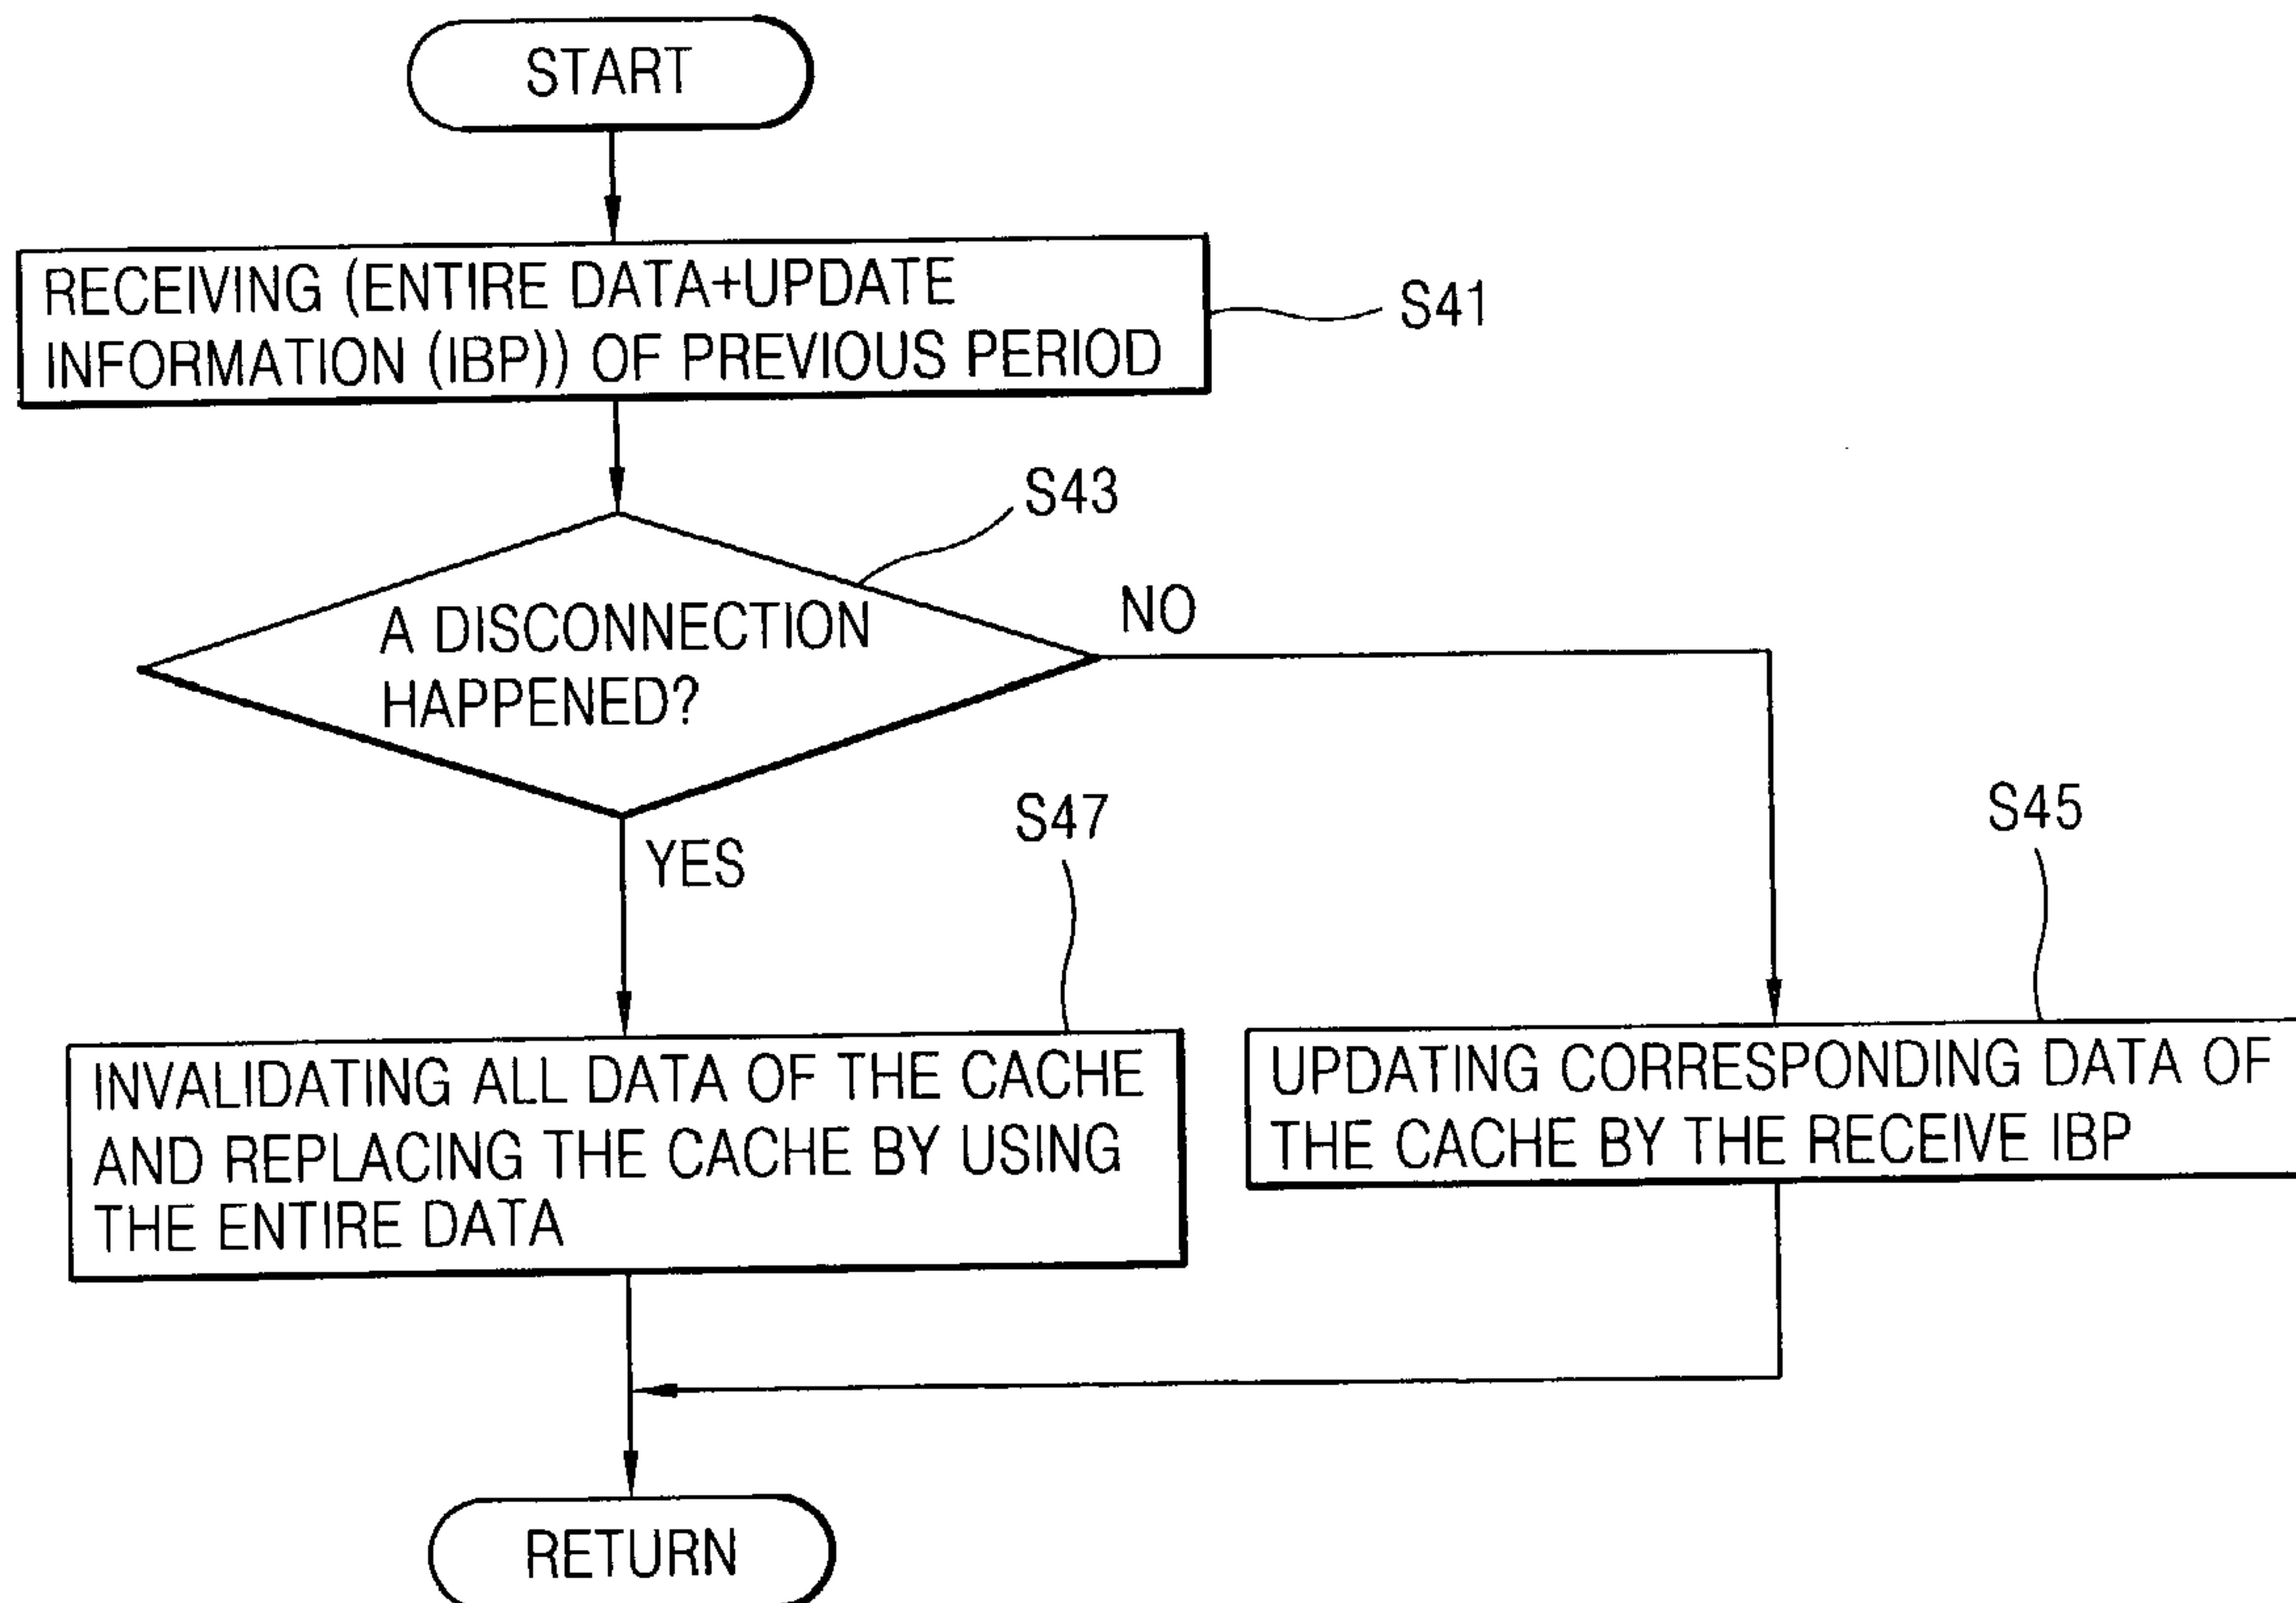 START
RECEIVING (ENTIRE DATA+UPDATE
INFORMATION (IBP)) OF PREVIOUS PERIOD
S41
S43
A DISCONNECTION
HAPPENED?
NO
YES
S47
S45
INVALIDATING ALL DATA OF THE CACHE
AND REPLACING THE CACHE BY USING
THE ENTIRE DATA
UPDATING CORRESPONDING DATA OF
THE CACHE BY THE RECEIVE IBP
RETURN